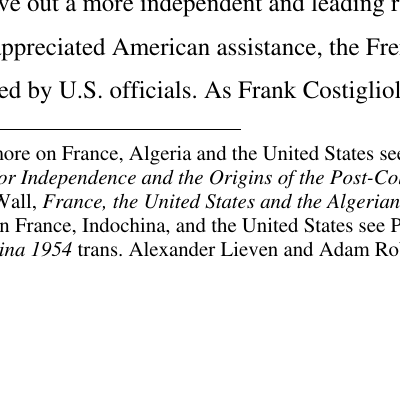 ve out a more independent and leading r
appreciated American assistance, the Fre
ed by U.S. officials. As Frank Costigliol
more on France, Algeria and the United States see
or Independence and the Origins of the Post-Co
Wall, France, the United States and the Algerian
n France, Indochina, and the United States see P
ina 1954 trans. Alexander Lieven and Adam Ro